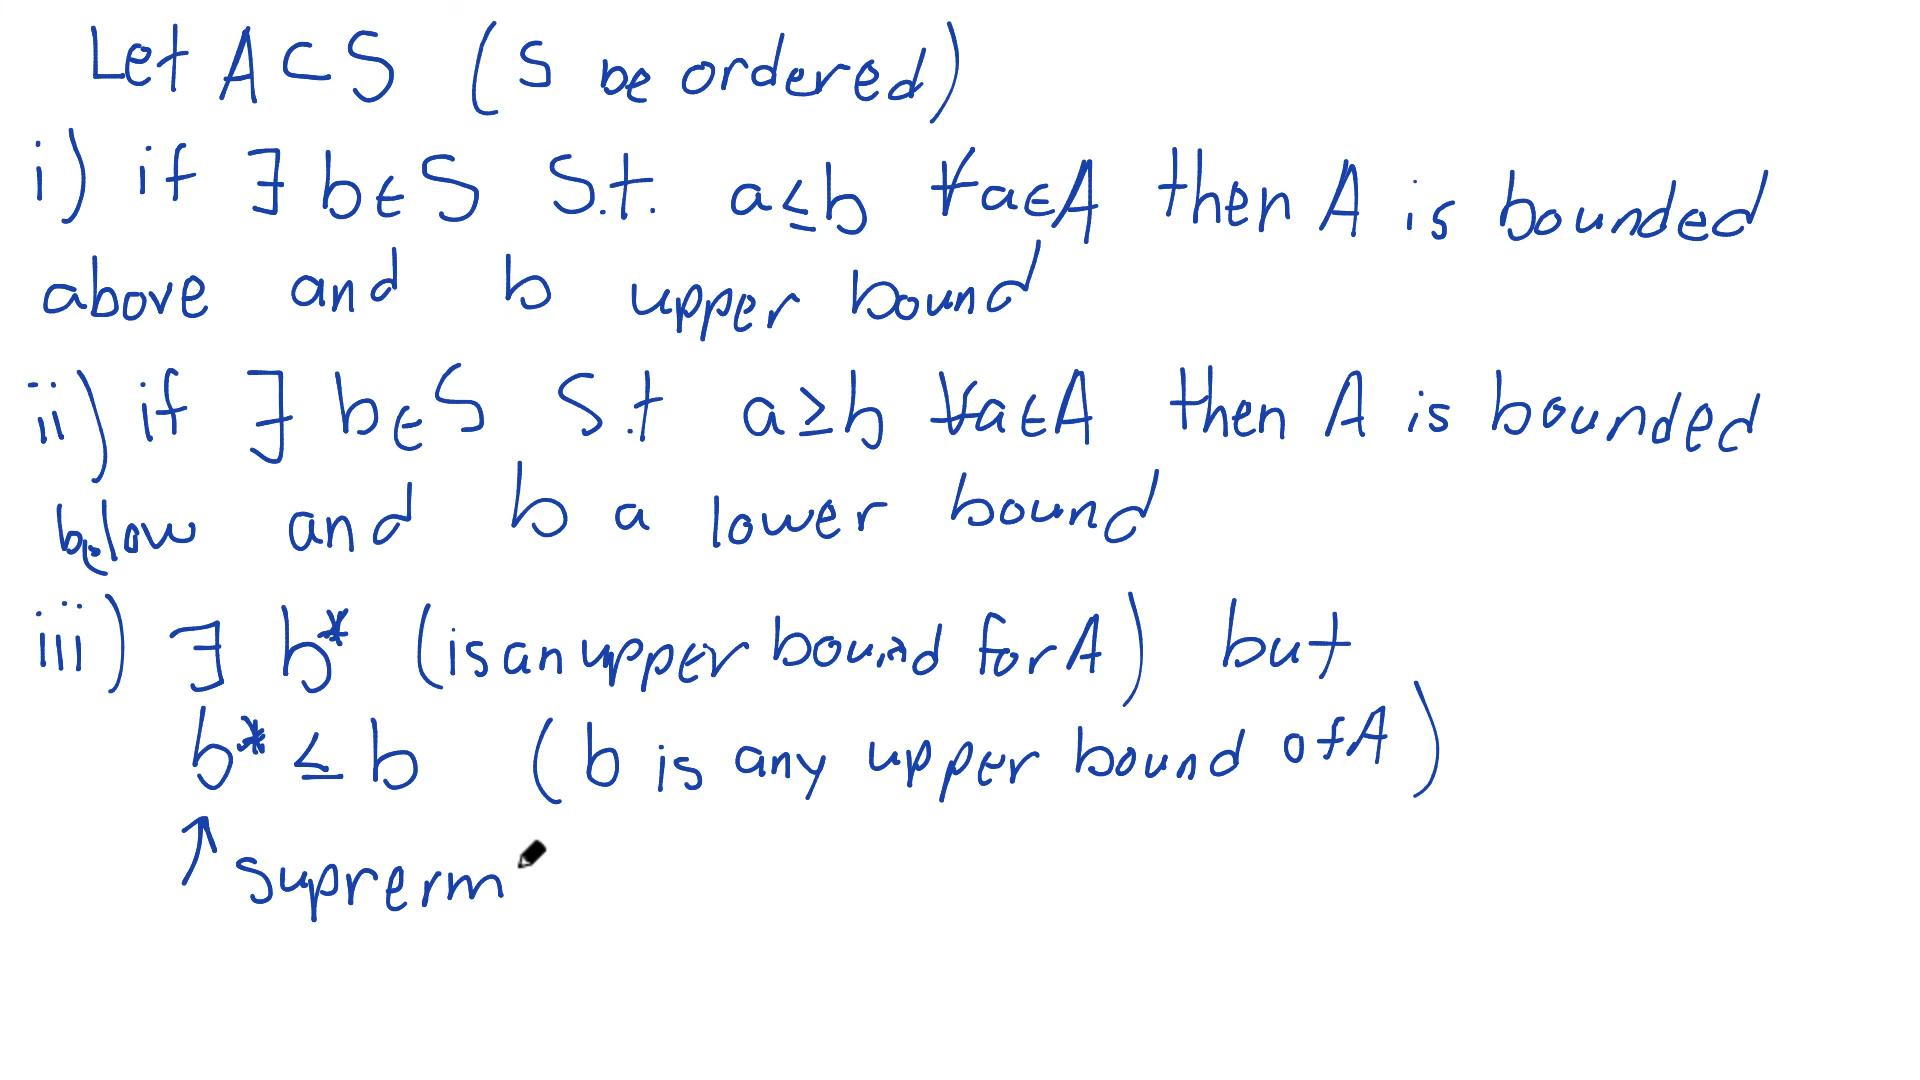 Let A ⊂ S (S be ordered)
i) if ∃ b ∈ S S.t. a ≤ b ∀a ∈ A then A is bounded
above and b upper bound
ii) if ∃ b ∈ S S.t a ≥ b ∀a ∈ A then A is bounded
below and b a lower bound
iii) ∃ b* (is an upper bound for A) but
b* ≤ b (b is any upper bound of A)
↑ suprerm